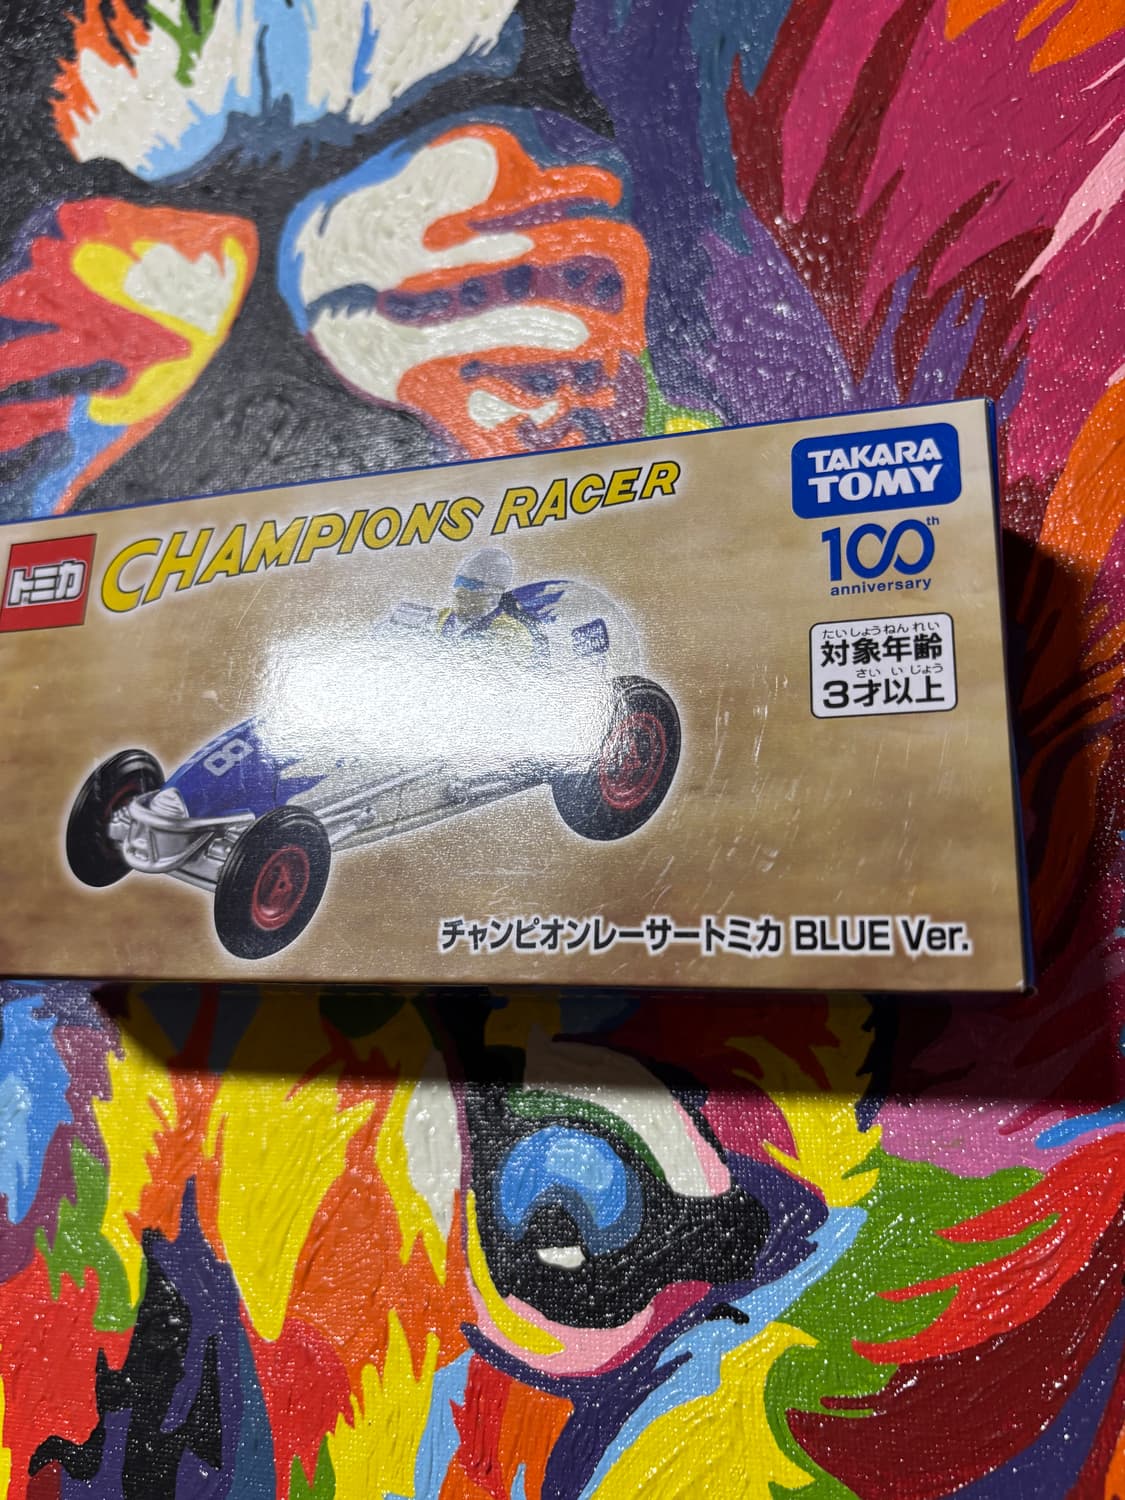 トミカ
CHAMPIONS RACER
TAKARA
TOMY
100th
anniversary
たいしょうねんれい
対象年齢
さい いじょう
3才以上
98
チャンピオンレーサートミカ BLUE Ver.